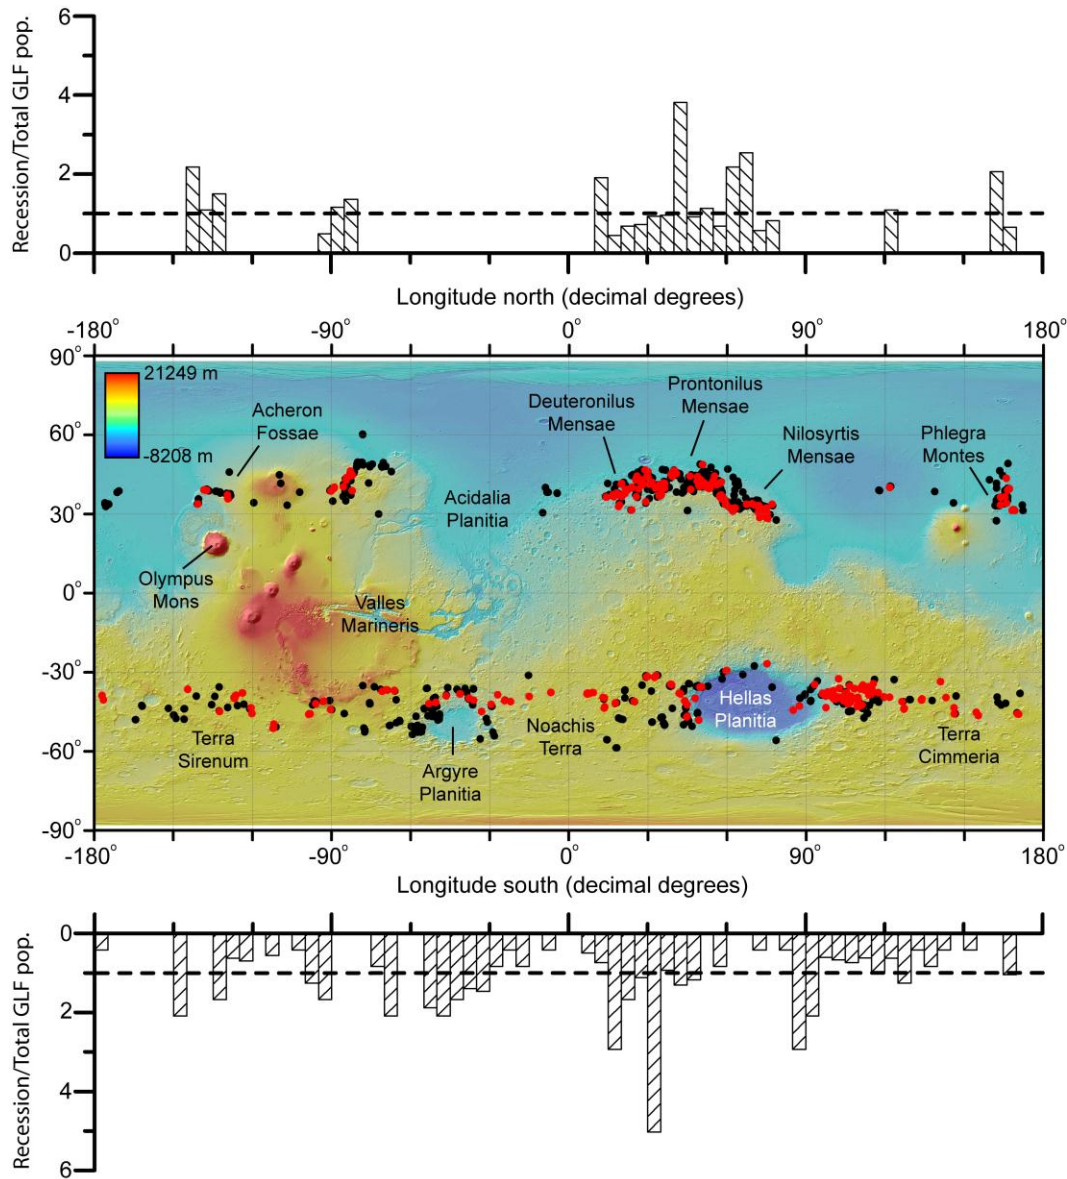 Recession/Total GLF pop.
6
4
2
0
Longitude north (decimal degrees)
-180°
-90°
0°
90°
180°
90°
60°
30°
0°
-30°
-60°
-90°
21249 m
-8208 m
Acheron
Fossae
Deuteronilus
Mensae
Prontonilus
Mensae
Nilosyrtis
Mensae
Phlegra
Montes
Acidalia
Planitia
Olympus
Mons
Valles
Marineris
Hellas
Planitia
Noachis
Terra
Terra
Sirenum
Argyre
Planitia
Terra
Cimmeria
-180°
-90°
0°
90°
180°
Longitude south (decimal degrees)
Recession/Total GLF pop.
0
2
4
6